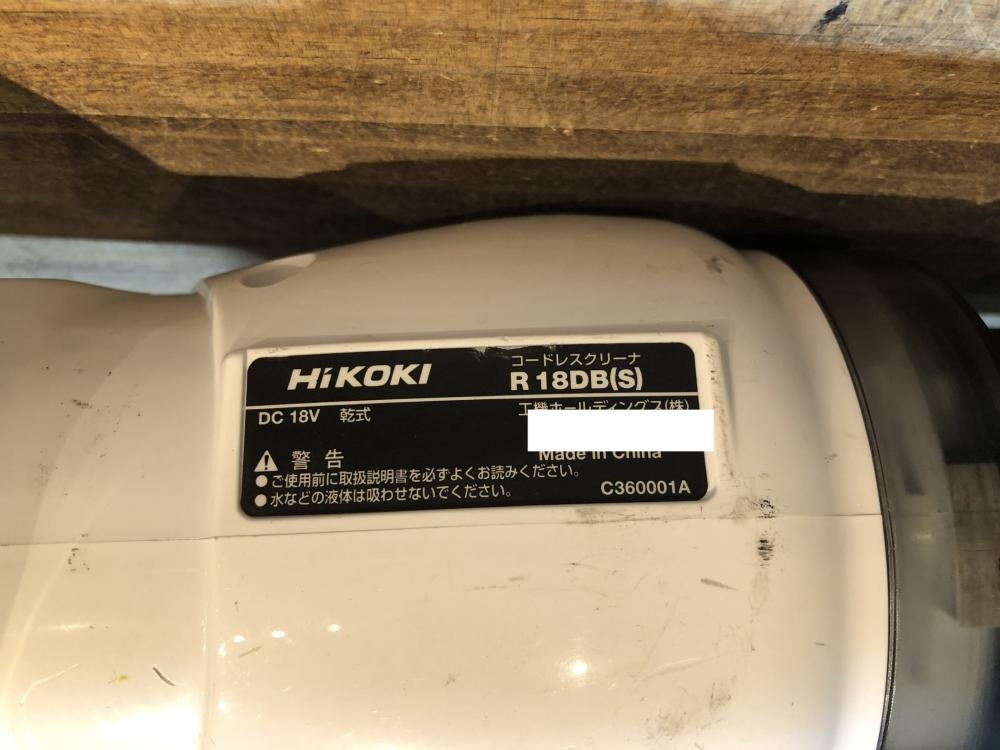 HiKOKI
コードレスクリーナ
R 18DB(S)
DC 18V 乾式
工機ホールディングス(株)
Made in China
警告
●ご使用前に取扱説明書を必ずよくお読みください。
●水などの液体は吸わせないでください。
C360001A